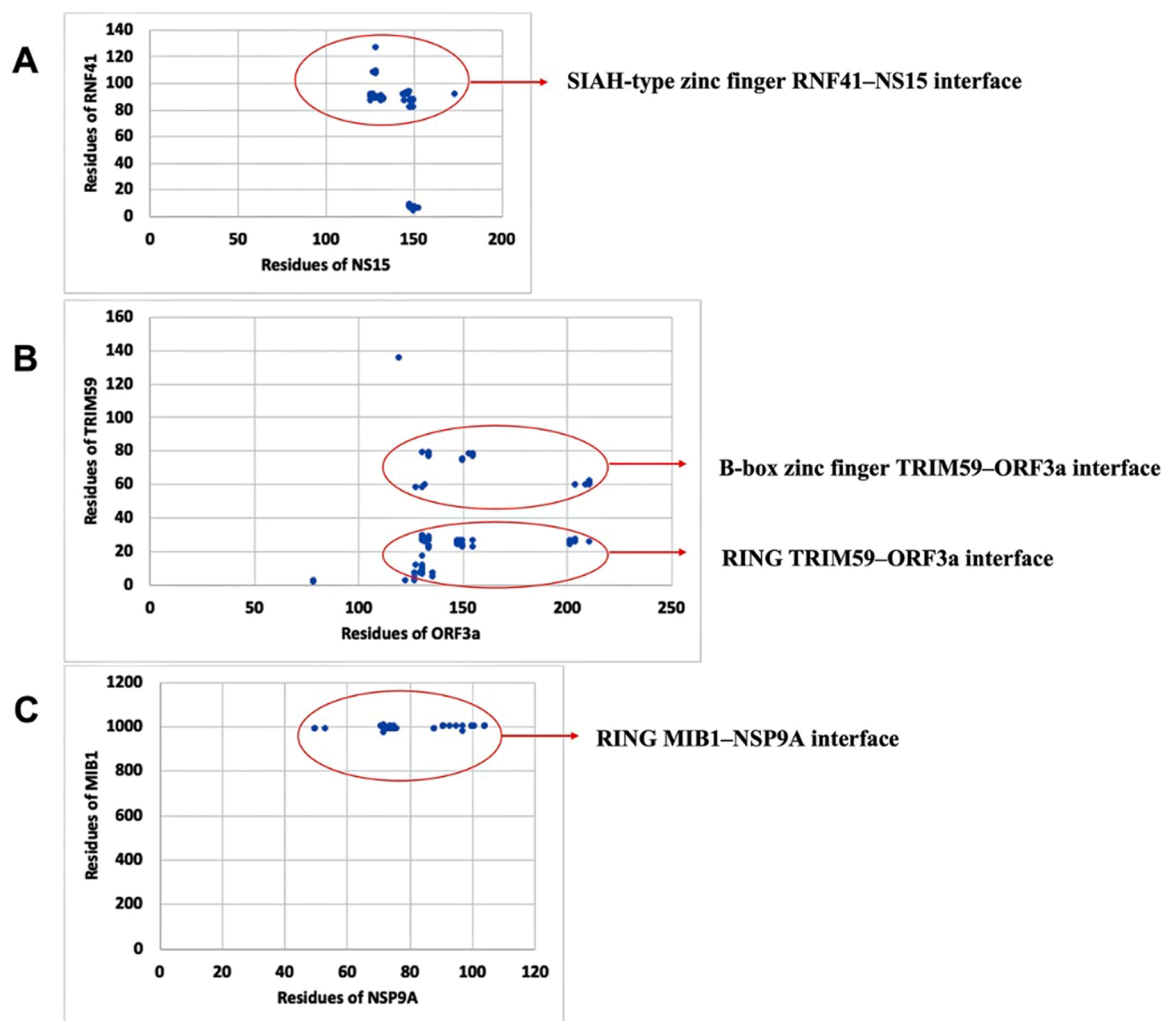 A
Residues of RNF41
140
120
100
80
60
40
20
0
0 50 100 150 200
Residues of NS15
SIAH-type zinc finger RNF41–NS15 interface
B
Residues of TRIM59
160
140
120
100
80
60
40
20
0
0 50 100 150 200 250
Residues of ORF3a
B-box zinc finger TRIM59–ORF3a interface
RING TRIM59–ORF3a interface
C
Residues of MIB1
1200
1000
800
600
400
200
0
0 20 40 60 80 100 120
Residues of NSP9A
RING MIB1–NSP9A interface